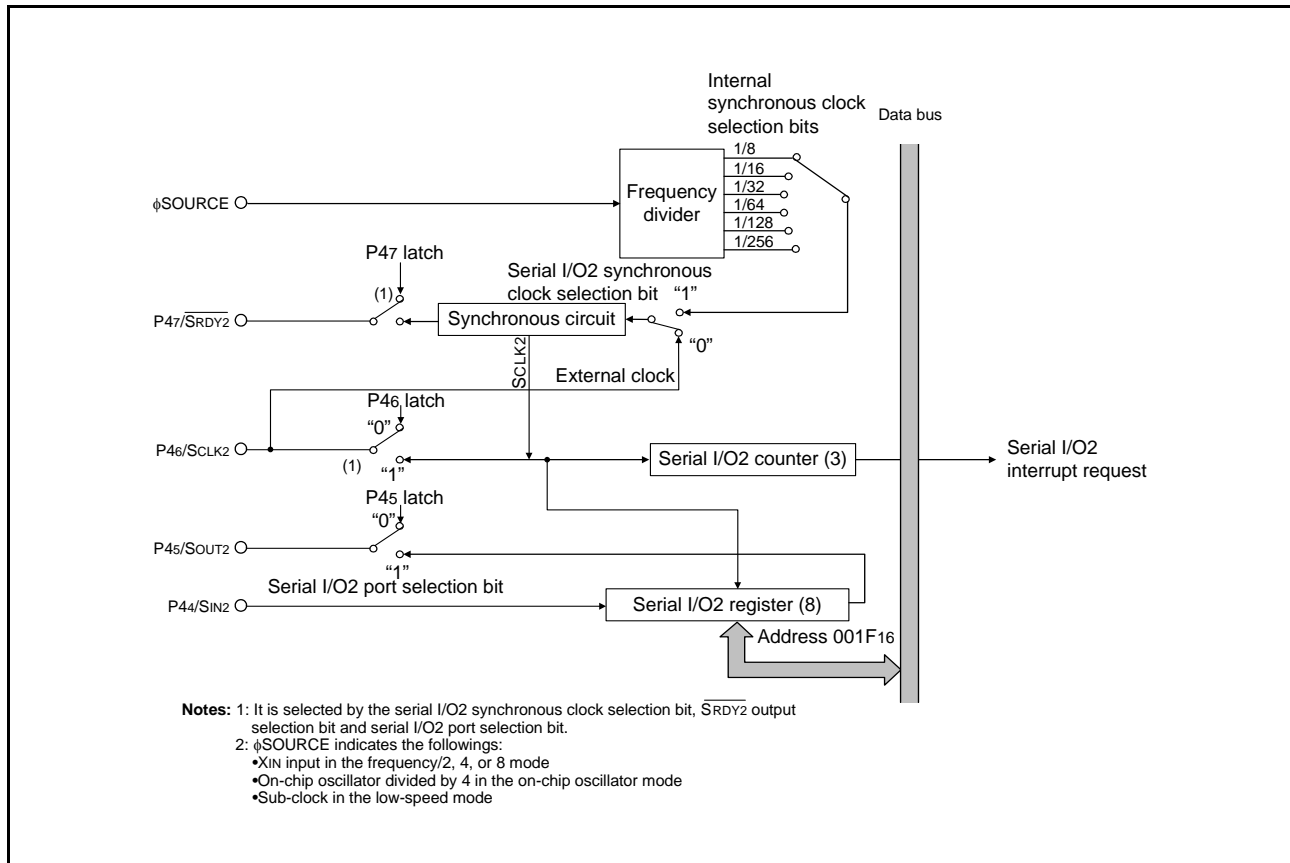 Internal
synchronous clock
selection bits
Data bus
1/8
1/16
1/32
1/64
1/128
1/256
Frequency
divider
φSOURCE
P47 latch
(1)
P47/SRDY2
Serial I/O2 synchronous
clock selection bit
"1"
"0"
Synchronous circuit
SCLK2
External clock
P46 latch
"0"
P46/SCLK2
(1)
"1"
Serial I/O2 counter (3)
Serial I/O2
interrupt request
P45 latch
"0"
P45/SOUT2
"1"
Serial I/O2 port selection bit
P44/SIN2
Serial I/O2 register (8)
Address 001F16
Notes: 1: It is selected by the serial I/O2 synchronous clock selection bit, SRDY2 output
selection bit and serial I/O2 port selection bit.
2: φSOURCE indicates the followings:
•XIN input in the frequency/2, 4, or 8 mode
•On-chip oscillator divided by 4 in the on-chip oscillator mode
•Sub-clock in the low-speed mode